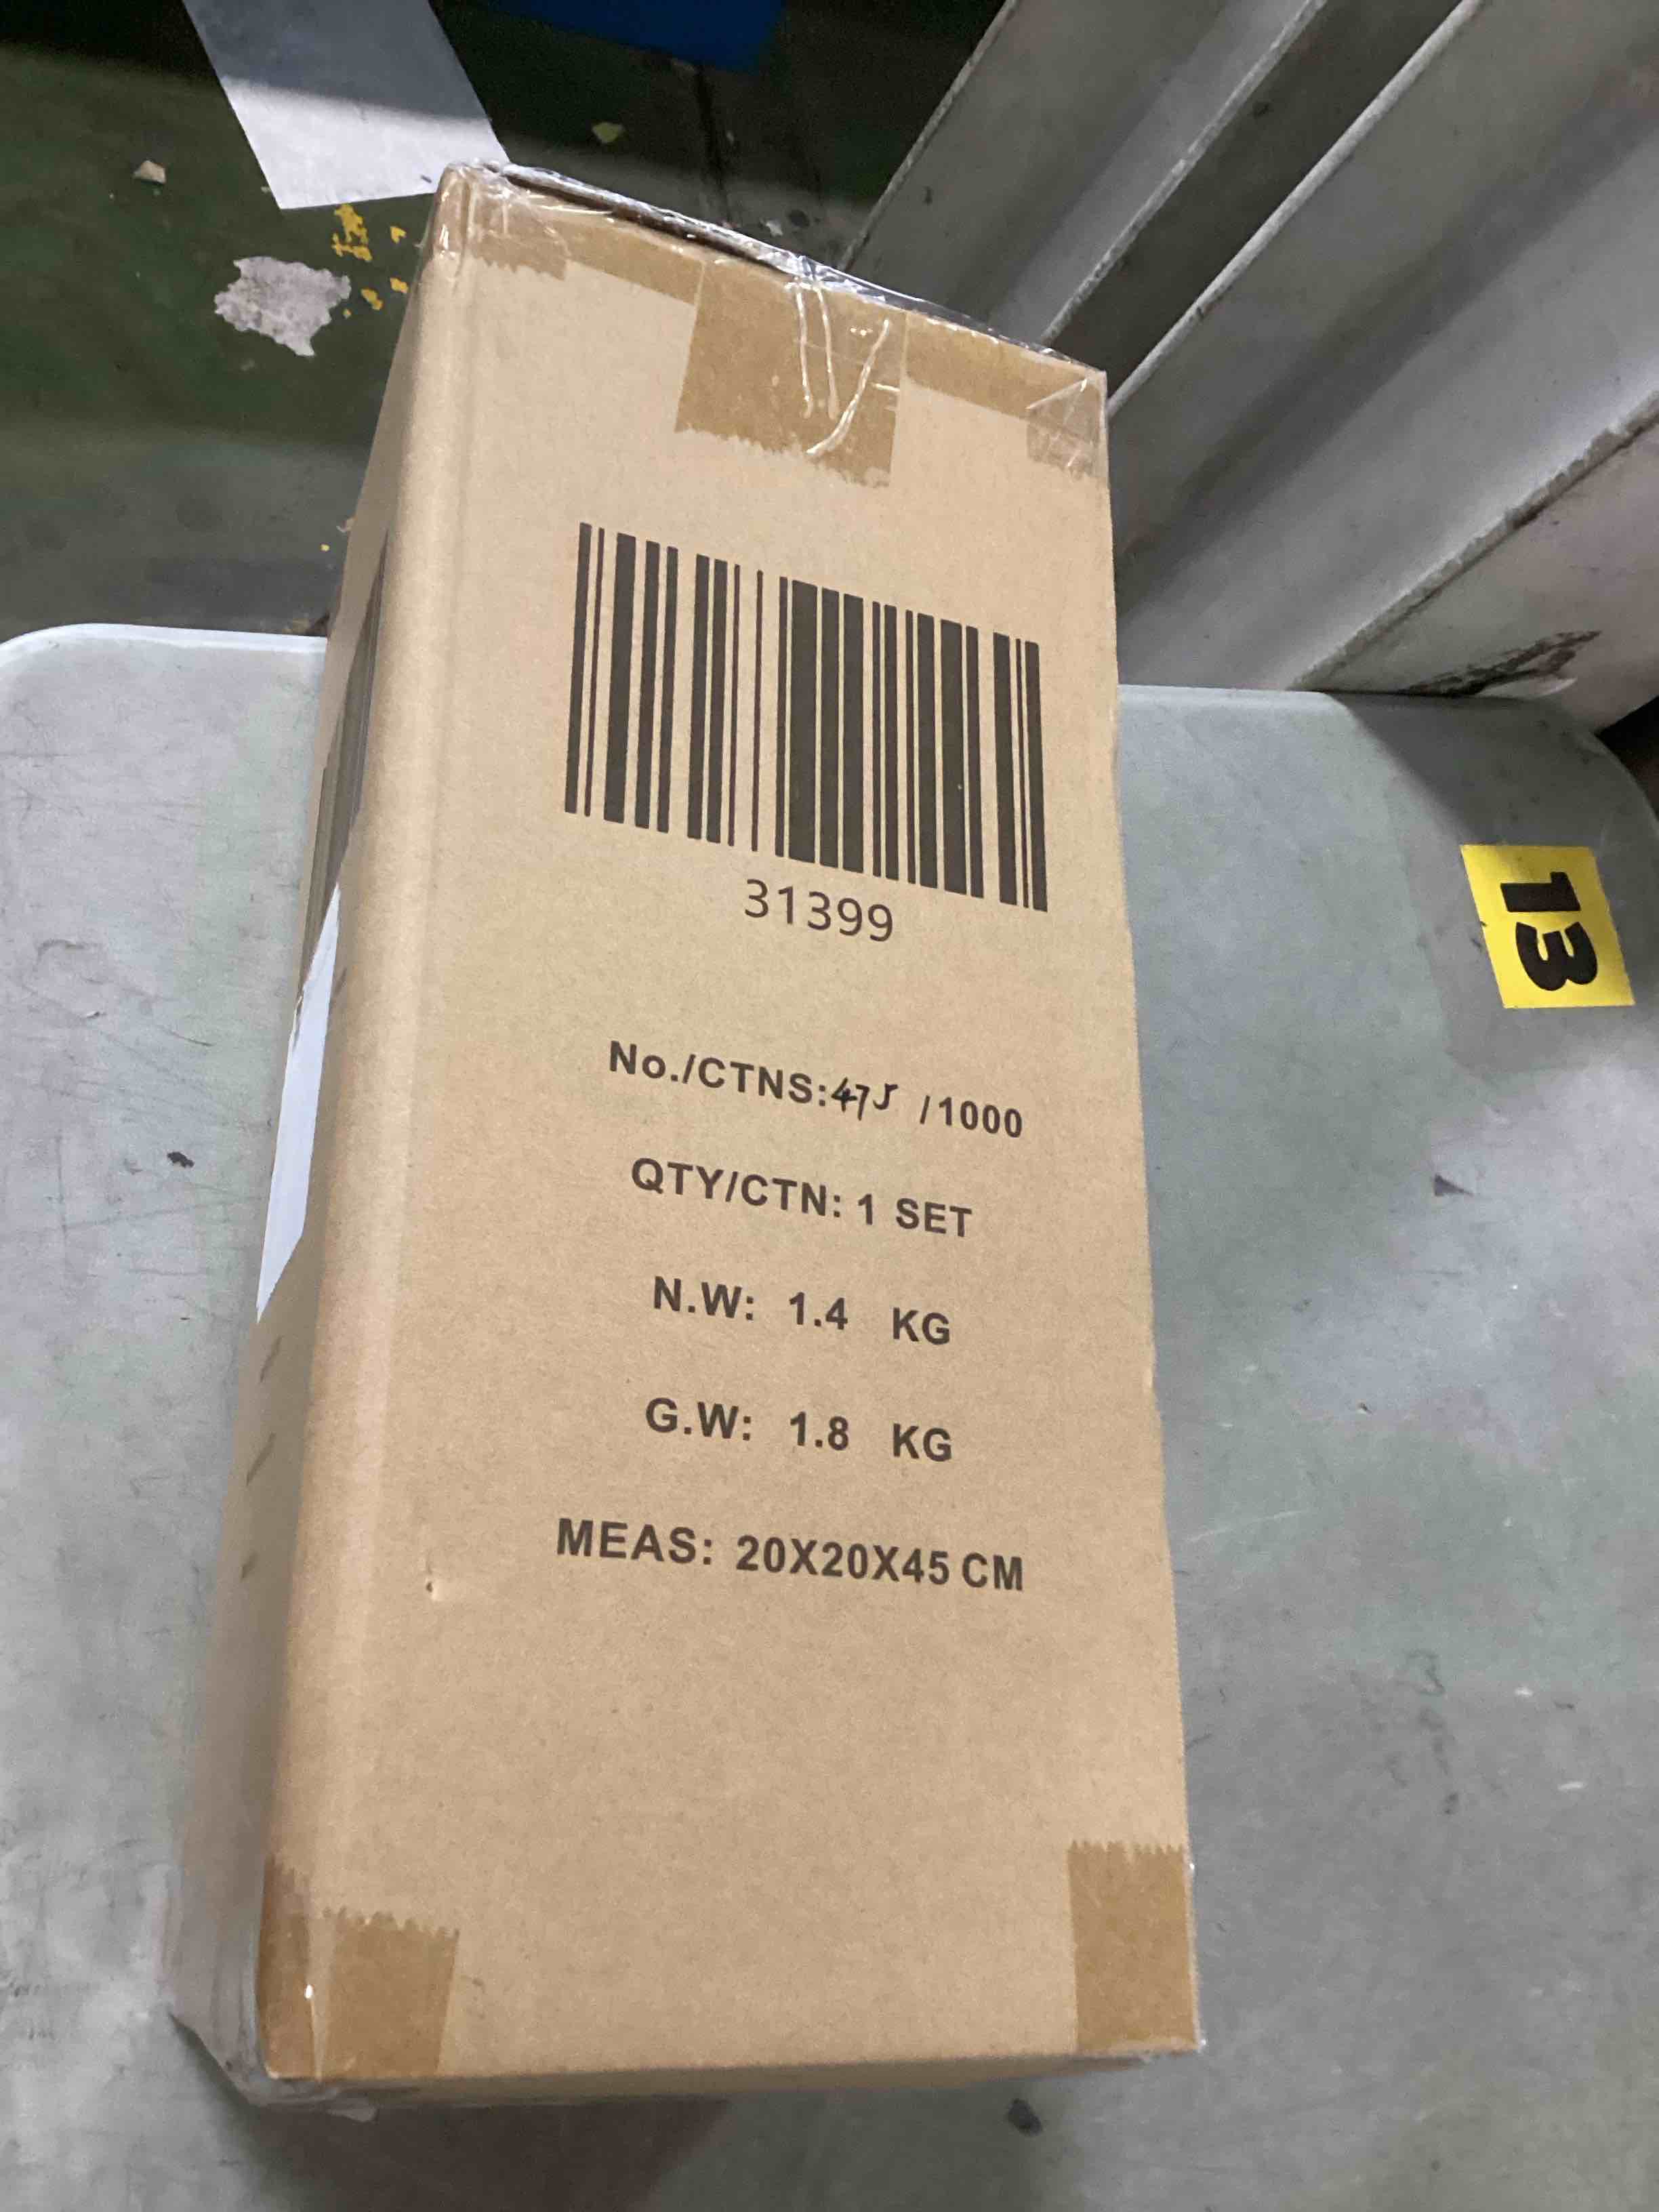 31399
No./CTNS:475 /1000
QTY/CTN: 1 SET
N.W: 1.4 KG
G.W: 1.8 KG
MEAS: 20X20X45 CM
13